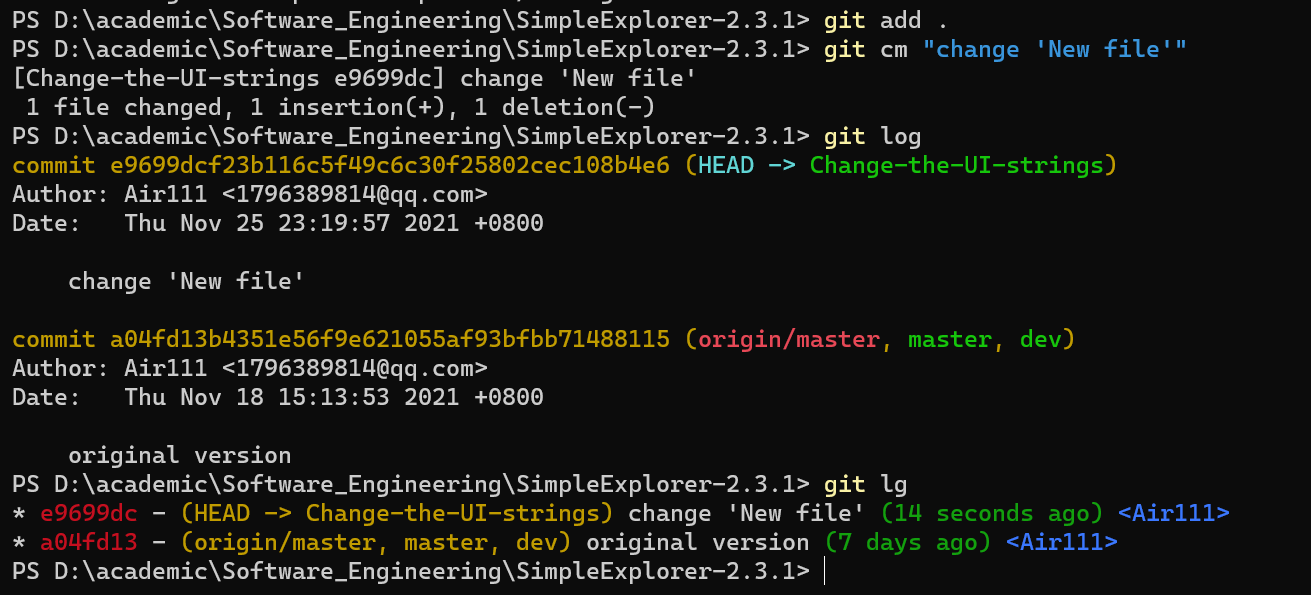 PS D:\academic\Software_Engineering\SimpleExplorer-2.3.1> git add .
PS D:\academic\Software_Engineering\SimpleExplorer-2.3.1> git cm "change 'New file'"
[Change-the-UI-strings e9699dc] change 'New file'
 1 file changed, 1 insertion(+), 1 deletion(-)
PS D:\academic\Software_Engineering\SimpleExplorer-2.3.1> git log
commit e9699dcf23b116c5f49c6c30f25802cec108b4e6 (HEAD -> Change-the-UI-strings)
Author: Air111 <1796389814@qq.com>
Date:   Thu Nov 25 23:19:57 2021 +0800

    change 'New file'

commit a04fd13b4351e56f9e621055af93bfbb71488115 (origin/master, master, dev)
Author: Air111 <1796389814@qq.com>
Date:   Thu Nov 18 15:13:53 2021 +0800

    original version
PS D:\academic\Software_Engineering\SimpleExplorer-2.3.1> git lg
* e9699dc - (HEAD -> Change-the-UI-strings) change 'New file' (14 seconds ago) <Air111>
* a04fd13 - (origin/master, master, dev) original version (7 days ago) <Air111>
PS D:\academic\Software_Engineering\SimpleExplorer-2.3.1>